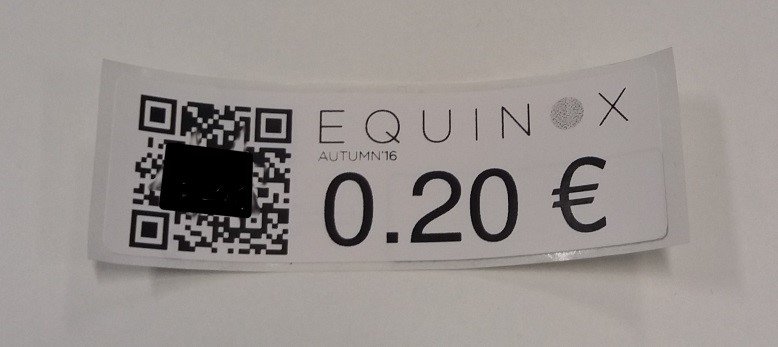 EQUINOX
AUTUMN'16
0.20 €